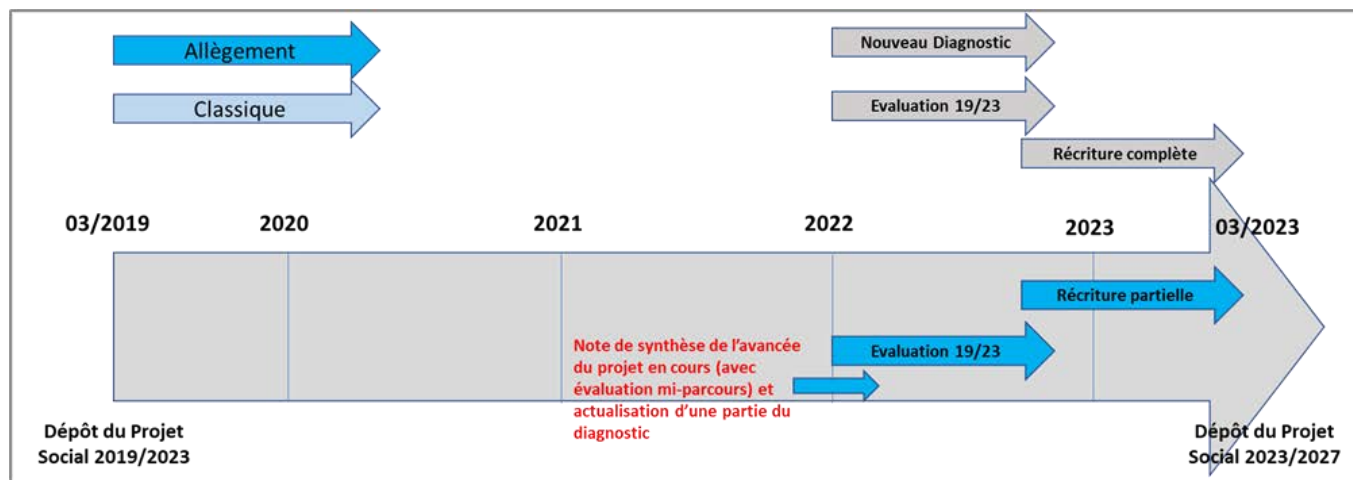 Allègement
Classique
Nouveau Diagnostic
Evaluation 19/23
Récriture complète
03/2019
2020
2021
2022
2023
03/2023
Récriture partielle
Evaluation 19/23
Note de synthèse de l'avancée
du projet en cours (avec
évaluation mi-parcours) et
actualisation d'une partie du
diagnostic
Dépôt du Projet
Social 2019/2023
Dépôt du Projet
Social 2023/2027